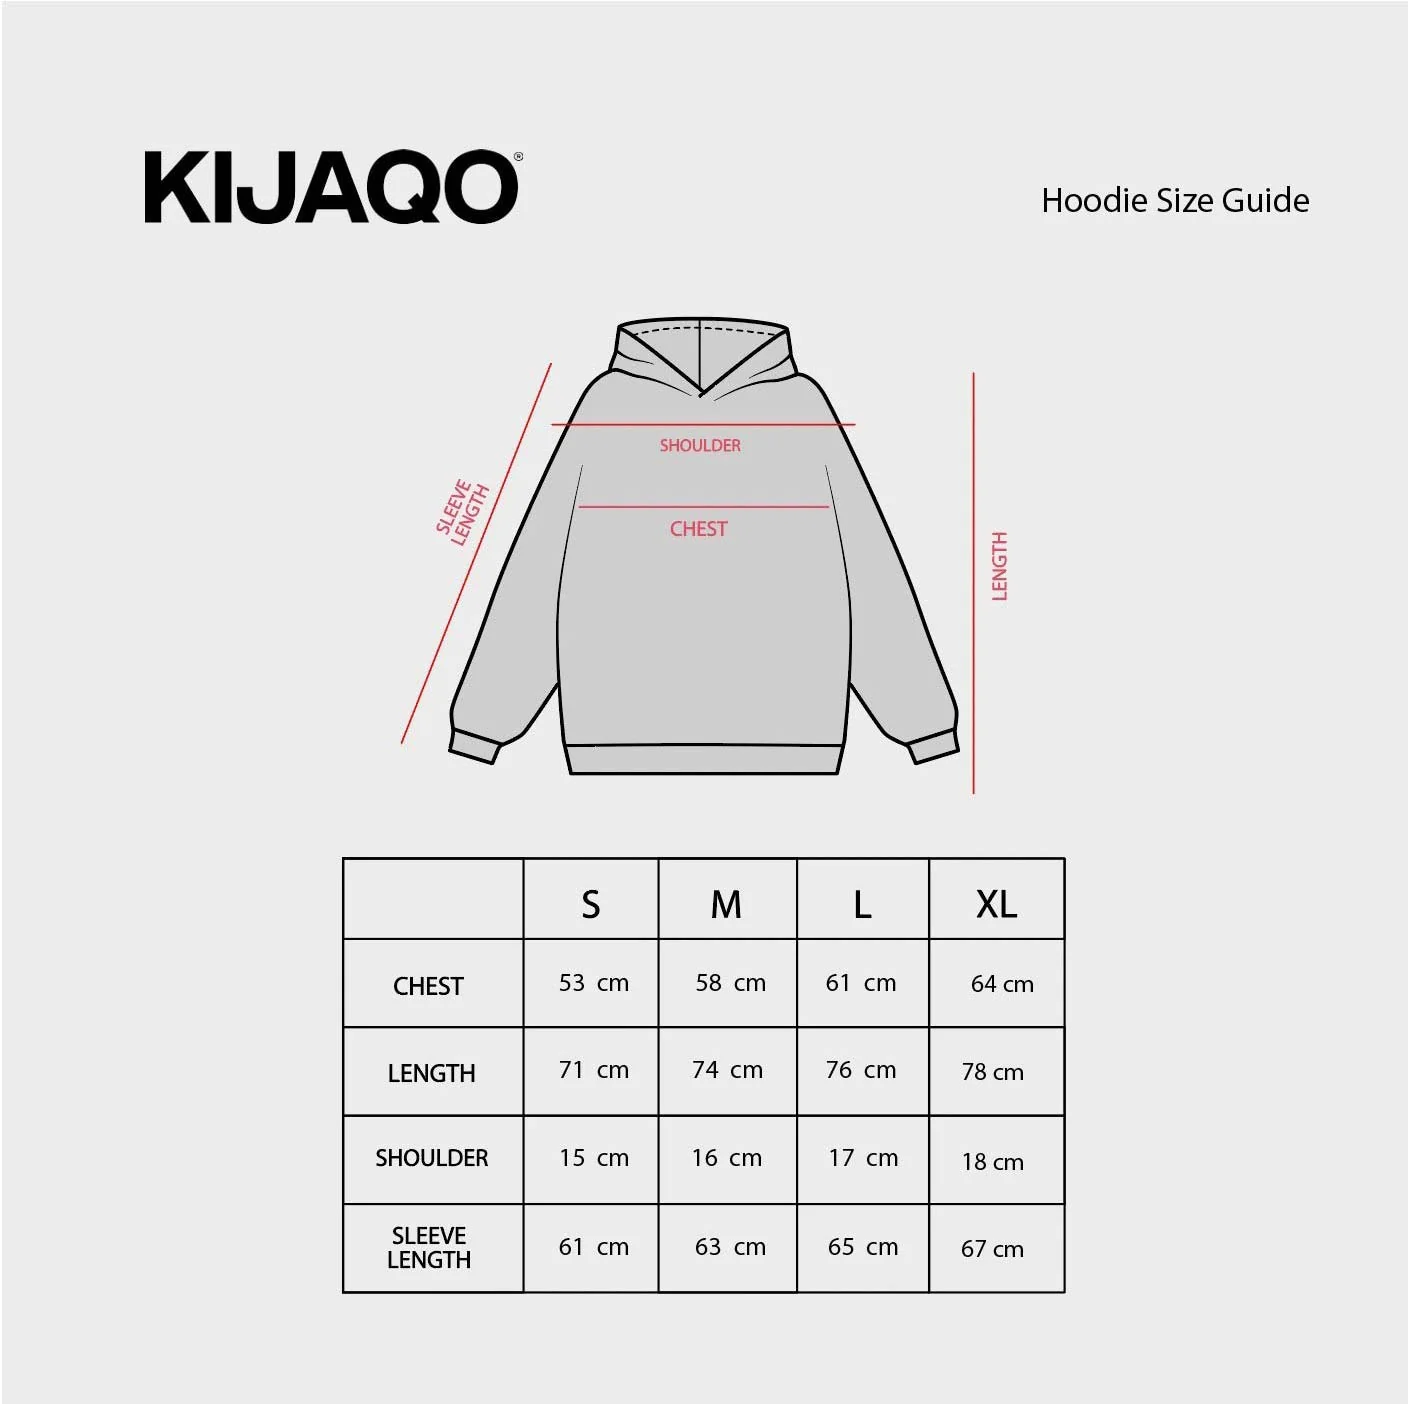 KIJAQO®
Hoodie Size Guide
SHOULDER
SLEEVE
LENGTH
CHEST
LENGTH
S M L XL
CHEST 53 cm 58 cm 61 cm 64 cm
LENGTH 71 cm 74 cm 76 cm 78 cm
SHOULDER 15 cm 16 cm 17 cm 18 cm
SLEEVE
LENGTH 61 cm 63 cm 65 cm 67 cm